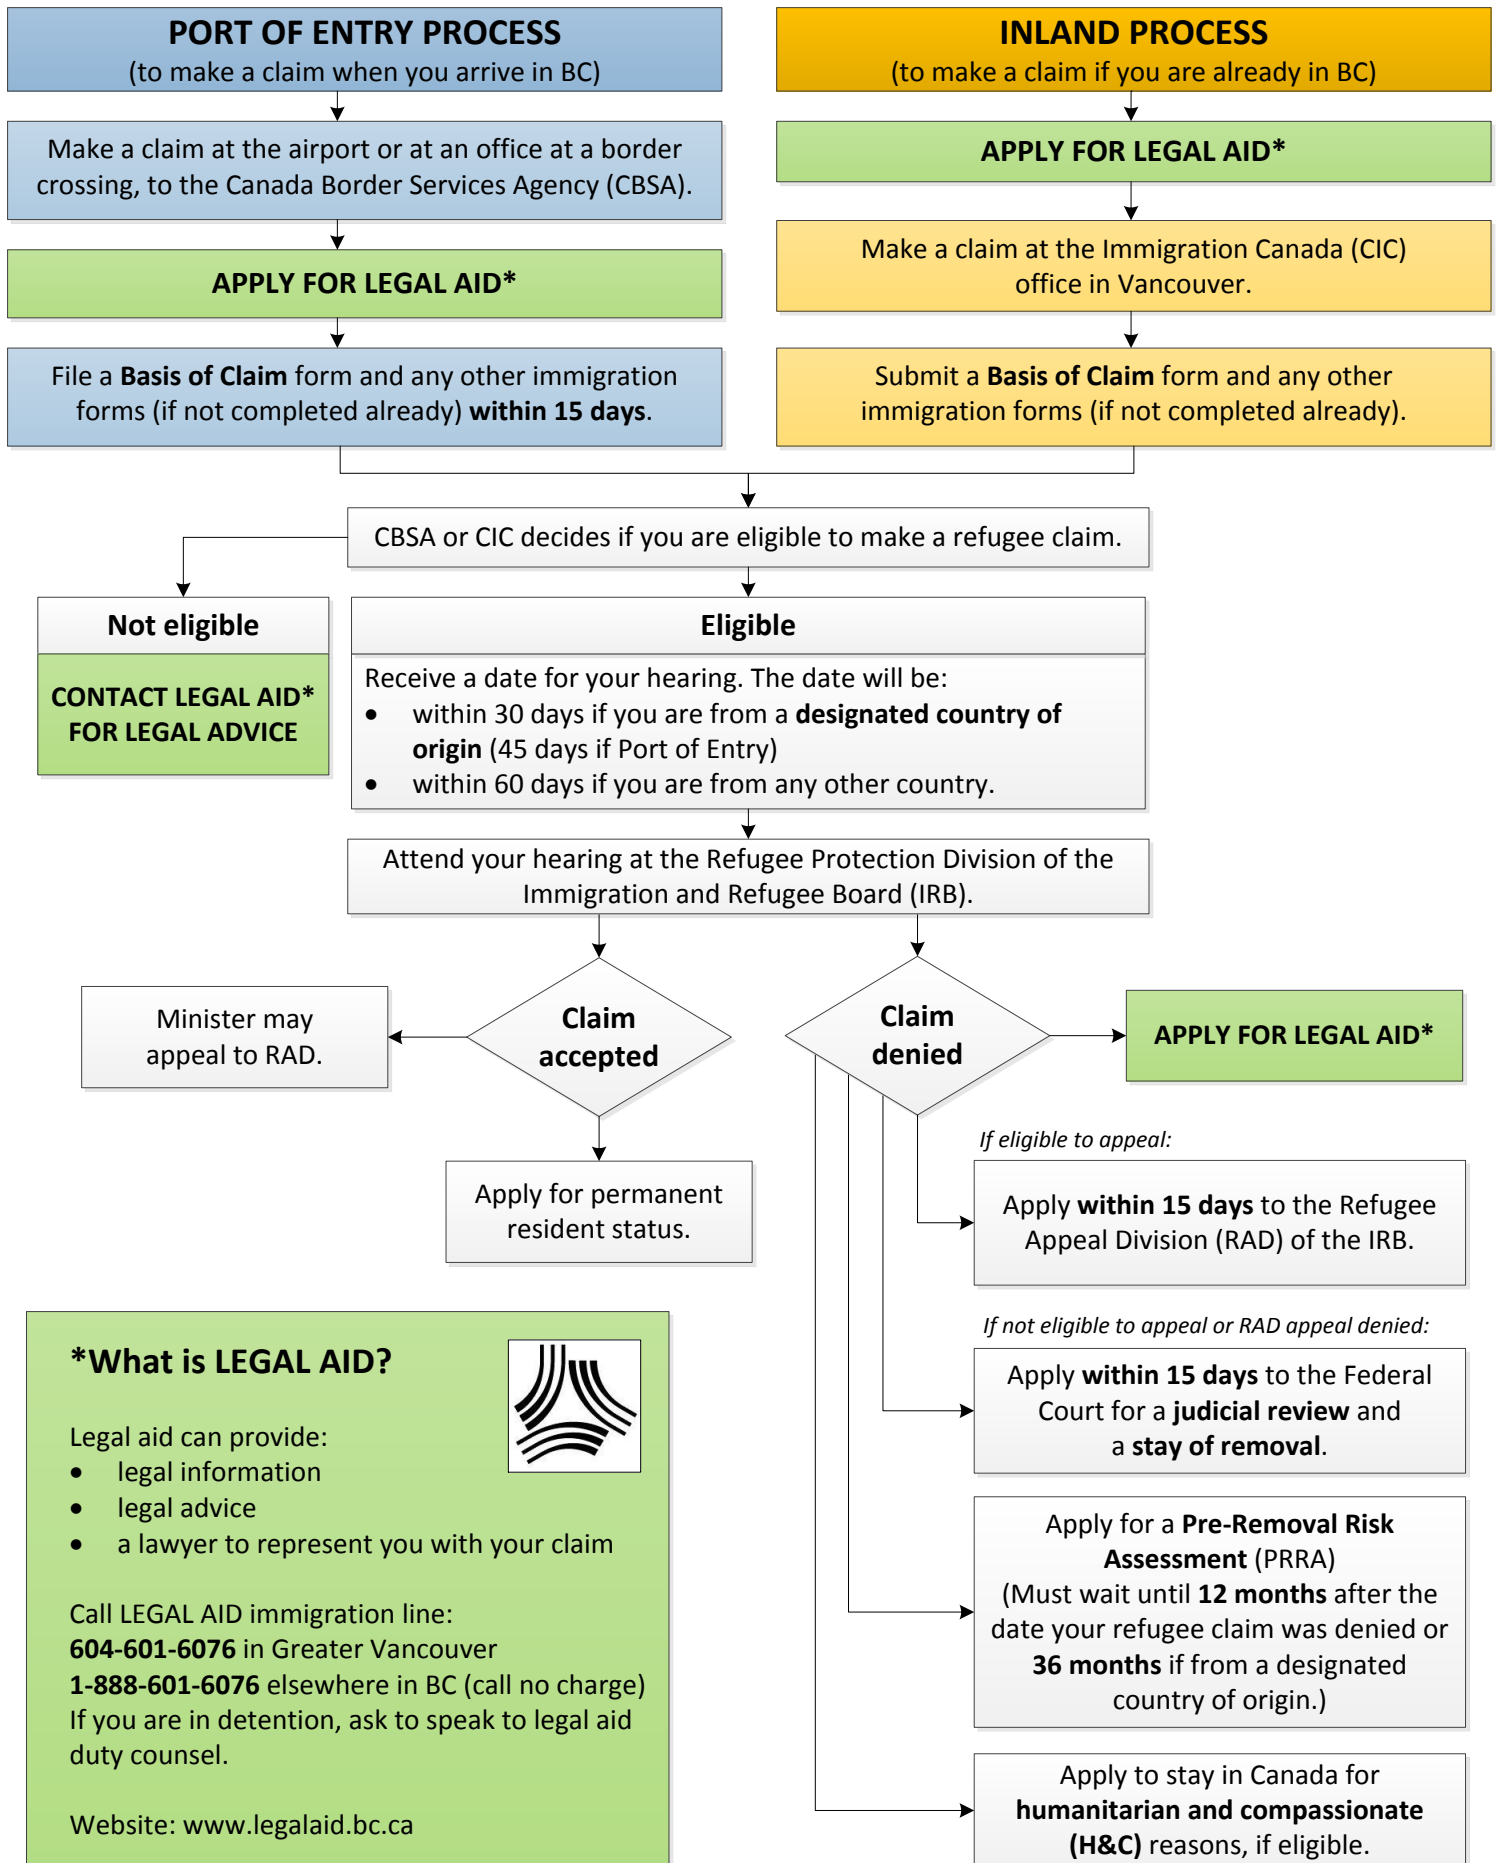 PORT OF ENTRY PROCESS
(to make a claim when you arrive in BC)
Make a claim at the airport or at an office at a border
crossing, to the Canada Border Services Agency (CBSA).
APPLY FOR LEGAL AID*
File a Basis of Claim form and any other immigration
forms (if not completed already) within 15 days.
INLAND PROCESS
(to make a claim if you are already in BC)
APPLY FOR LEGAL AID*
Make a claim at the Immigration Canada (CIC)
office in Vancouver.
Submit a Basis of Claim form and any other
immigration forms (if not completed already).
CBSA or CIC decides if you are eligible to make a refugee claim.
Not eligible
CONTACT LEGAL AID*
FOR LEGAL ADVICE
Eligible
Receive a date for your hearing. The date will be:
• within 30 days if you are from a designated country of
origin (45 days if Port of Entry)
• within 60 days if you are from any other country.
Attend your hearing at the Refugee Protection Division of the
Immigration and Refugee Board (IRB).
Claim
accepted
Minister may
appeal to RAD.
Apply for permanent
resident status.
Claim
denied
APPLY FOR LEGAL AID*
If eligible to appeal:
Apply within 15 days to the Refugee
Appeal Division (RAD) of the IRB.
If not eligible to appeal or RAD appeal denied:
Apply within 15 days to the Federal
Court for a judicial review and
a stay of removal.
Apply for a Pre-Removal Risk
Assessment (PRRA)
(Must wait until 12 months after the
date your refugee claim was denied or
36 months if from a designated
country of origin.)
Apply to stay in Canada for
humanitarian and compassionate
(H&C) reasons, if eligible.
*What is LEGAL AID?
Legal aid can provide:
• legal information
• legal advice
• a lawyer to represent you with your claim
Call LEGAL AID immigration line:
604-601-6076 in Greater Vancouver
1-888-601-6076 elsewhere in BC (call no charge)
If you are in detention, ask to speak to legal aid
duty counsel.
Website: www.legalaid.bc.ca